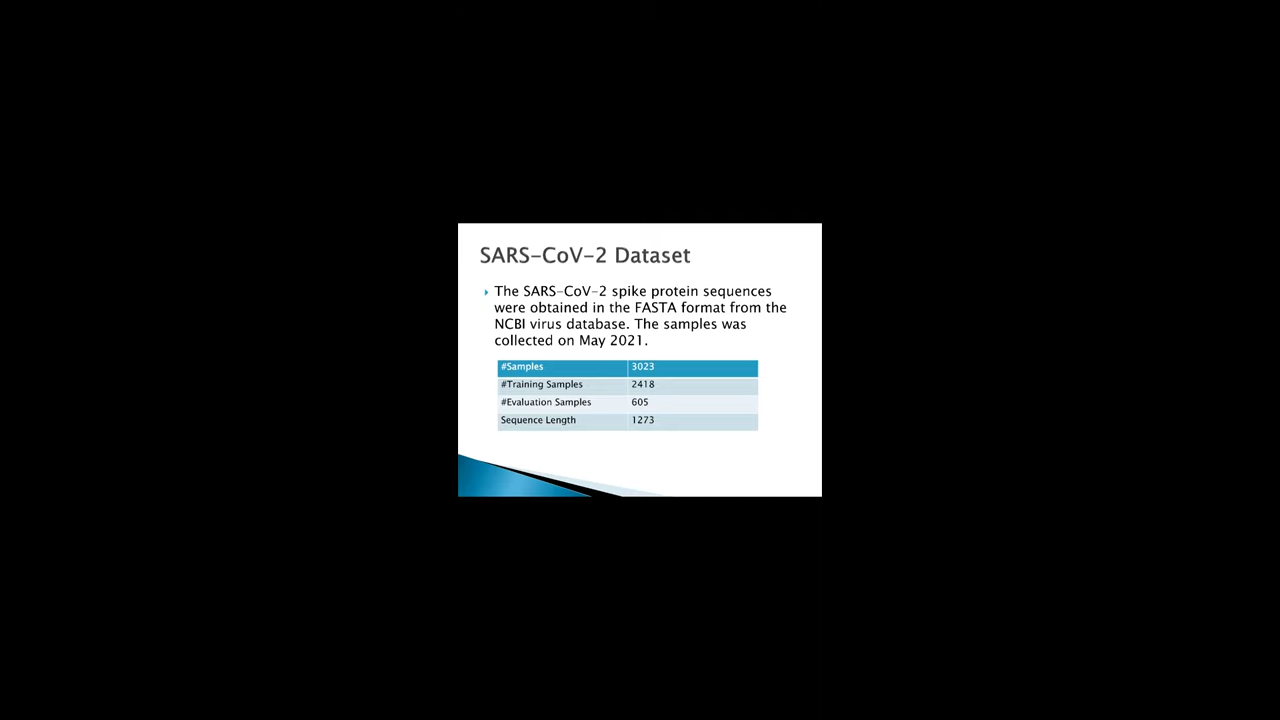 SARS-CoV-2 Dataset
The SARS-CoV-2 spike protein sequences
were obtained in the FASTA format from the
NCBI virus database. The samples was
collected on May 2021.
#Samples 3023
#Training Samples 2418
#Evaluation Samples 605
Sequence Length 1273